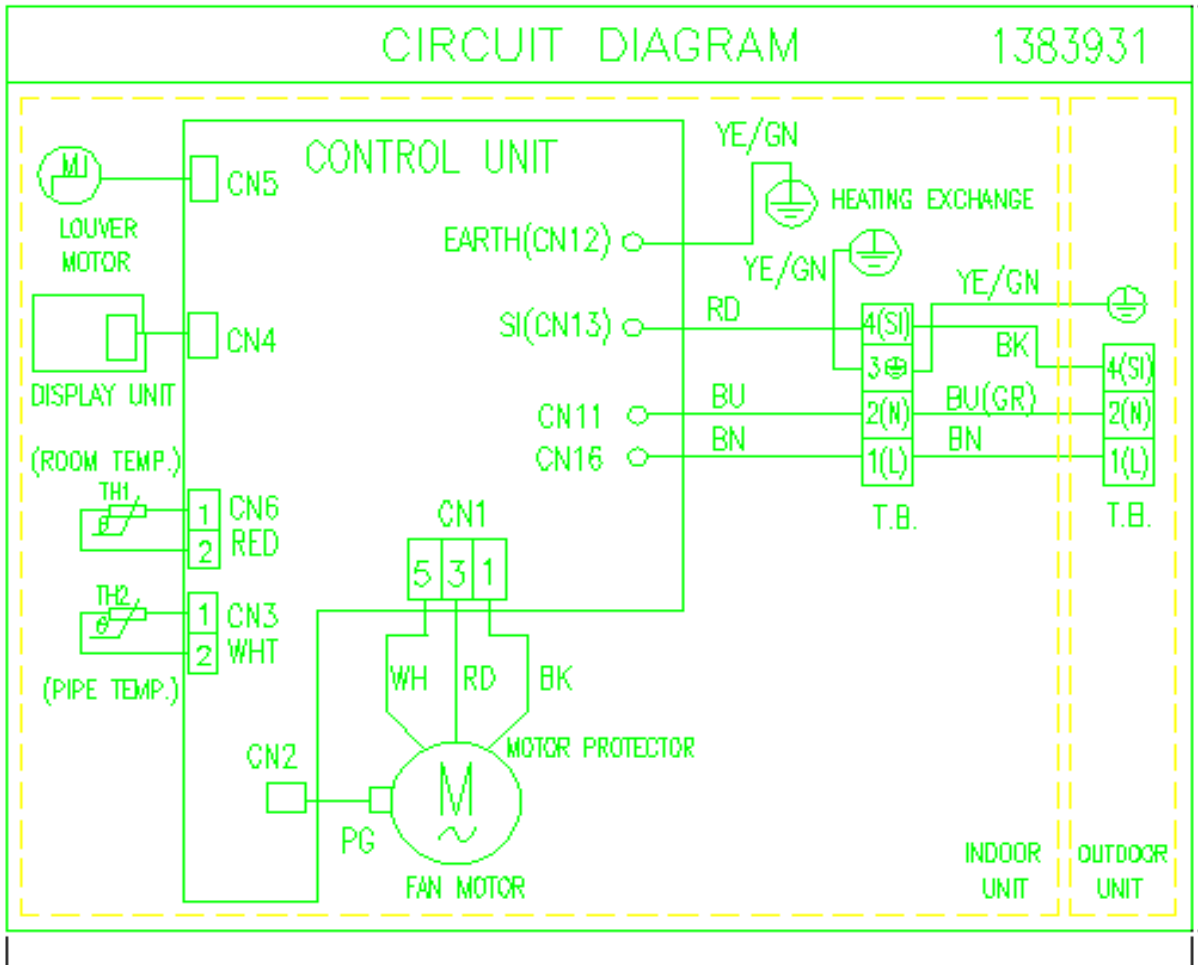 CIRCUIT DIAGRAM 1383931
CONTROL UNIT
M
CN5
LOUVER
MOTOR
CN4
DISPLAY UNIT
(ROOM TEMP.)
TH1
θ
1 CN6
2 RED
TH2
θ
1 CN3
2 WHT
(PIPE TEMP.)
YE/GN
HEATING EXCHANGE
EARTH(CN12)
YE/GN
YE/GN
SI(CN13)
RD
4(SI)
BK
3
4(SI)
CN11
BU
2(N)
BU(GR)
2(N)
CN16
BN
1(L)
BN
1(L)
T.B.
T.B.
CN1
5 3 1
WH RD BK
MOTOR PROTECTOR
CN2
M
PG
FAN MOTOR
INDOOR
UNIT
OUTDOOR
UNIT